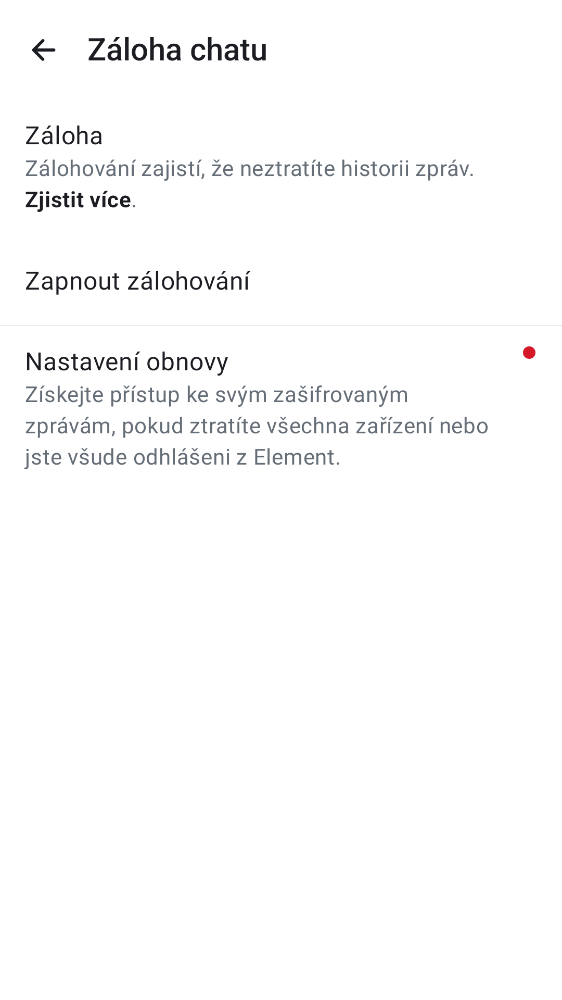 Záloha chatu
Záloha
Zálohování zajistí, že neztratíte historii zpráv.
Zjistit více.
Zapnout zálohování
Nastavení obnovy
Získejte přístup ke svým zašifrovaným
zprávám, pokud ztratíte všechna zařízení nebo
jste všude odhlášeni z Element.